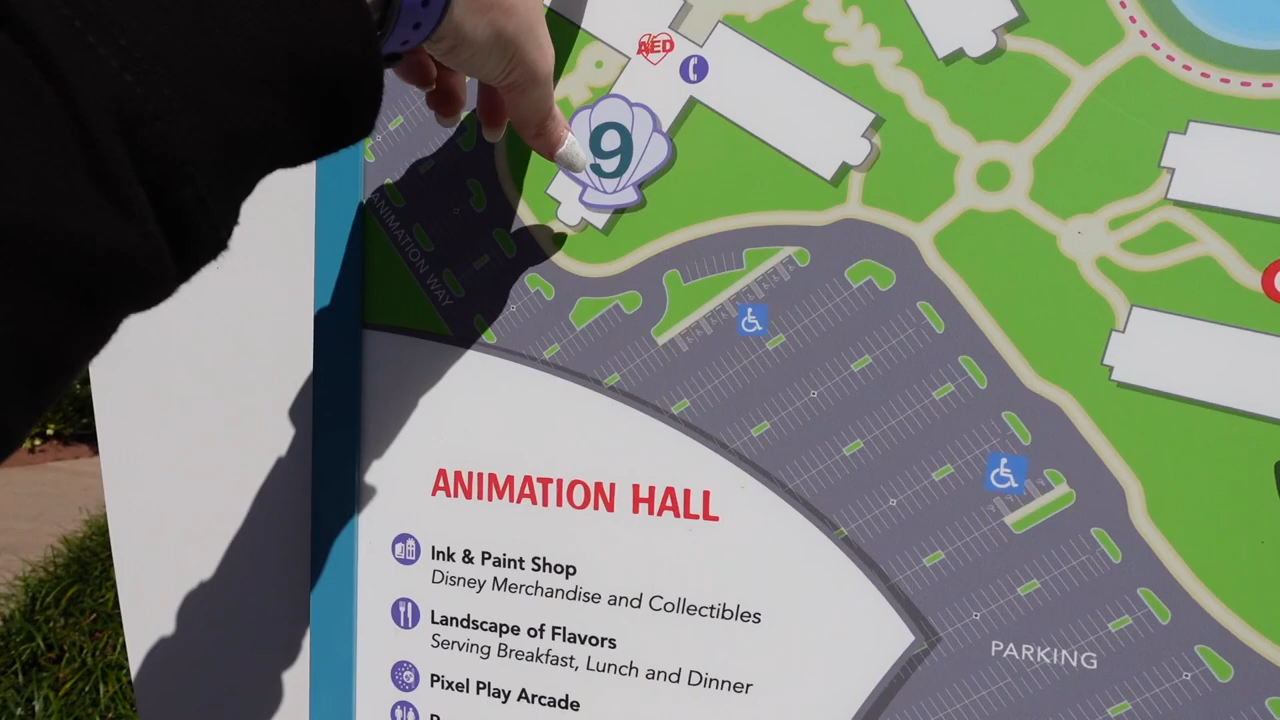 AED
9
ANIMATION WAY
ANIMATION HALL
Ink & Paint Shop
Disney Merchandise and Collectibles
Landscape of Flavors
Serving Breakfast, Lunch and Dinner
Pixel Play Arcade
PARKING